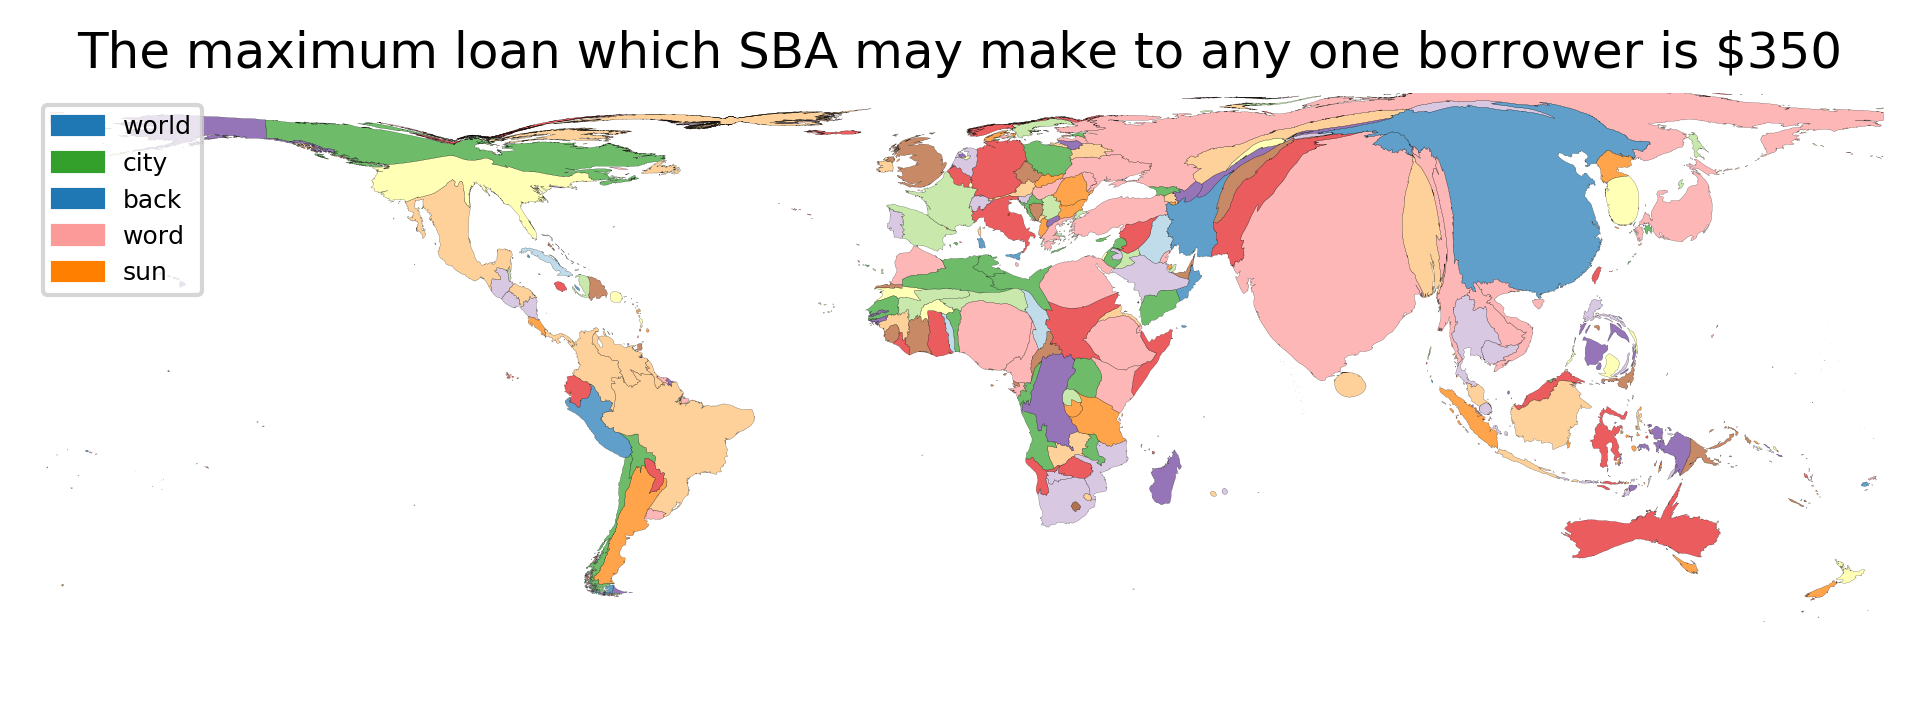 The maximum loan which SBA may make to any one borrower is $350
world
city
back
word
sun